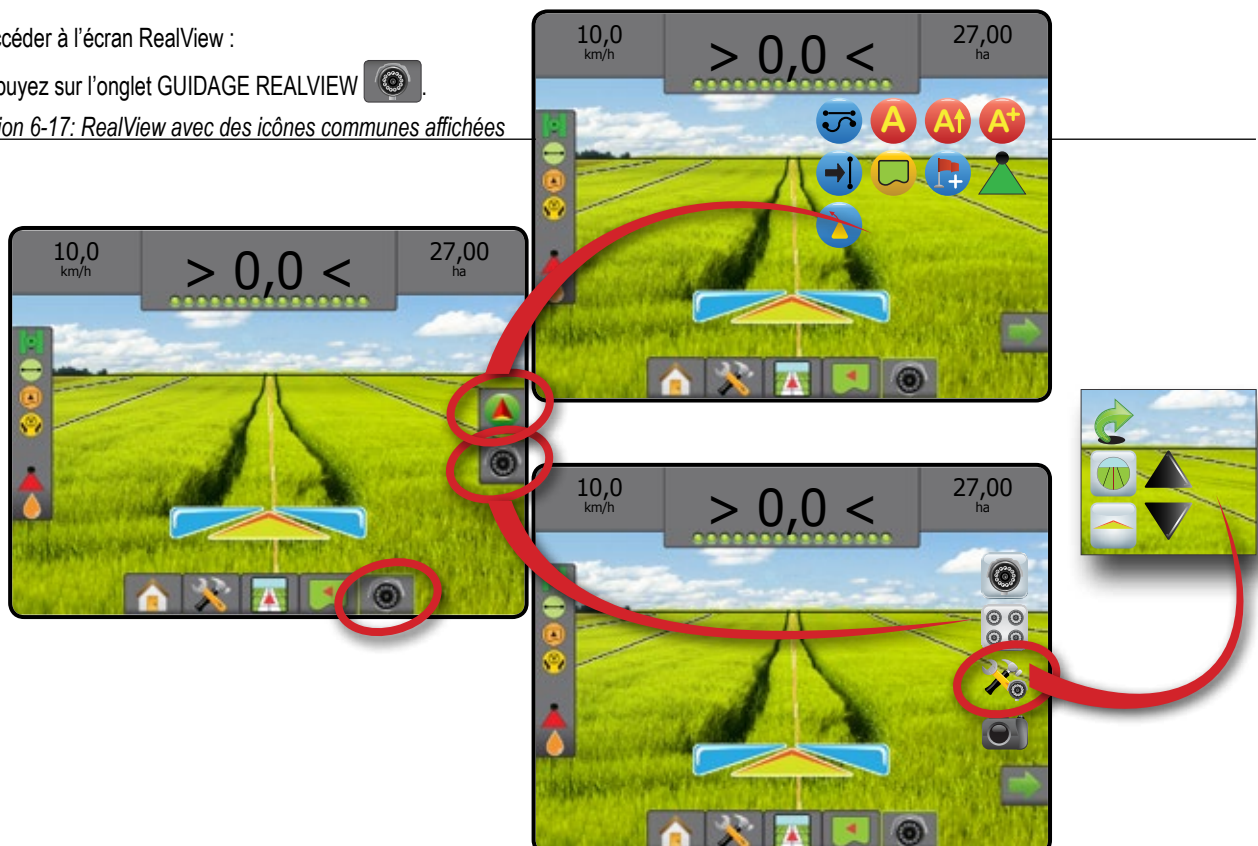 ccéder à l'écran RealView :
puyez sur l'onglet GUIDAGE REALVIEW .
ion 6-17: RealView avec des icônes communes affichées
10,0
km/h
> 0,0 <
27,00
ha
A
A
A+
10,0
km/h
> 0,0 <
27,00
ha
10,0
km/h
> 0,0 <
27,00
ha